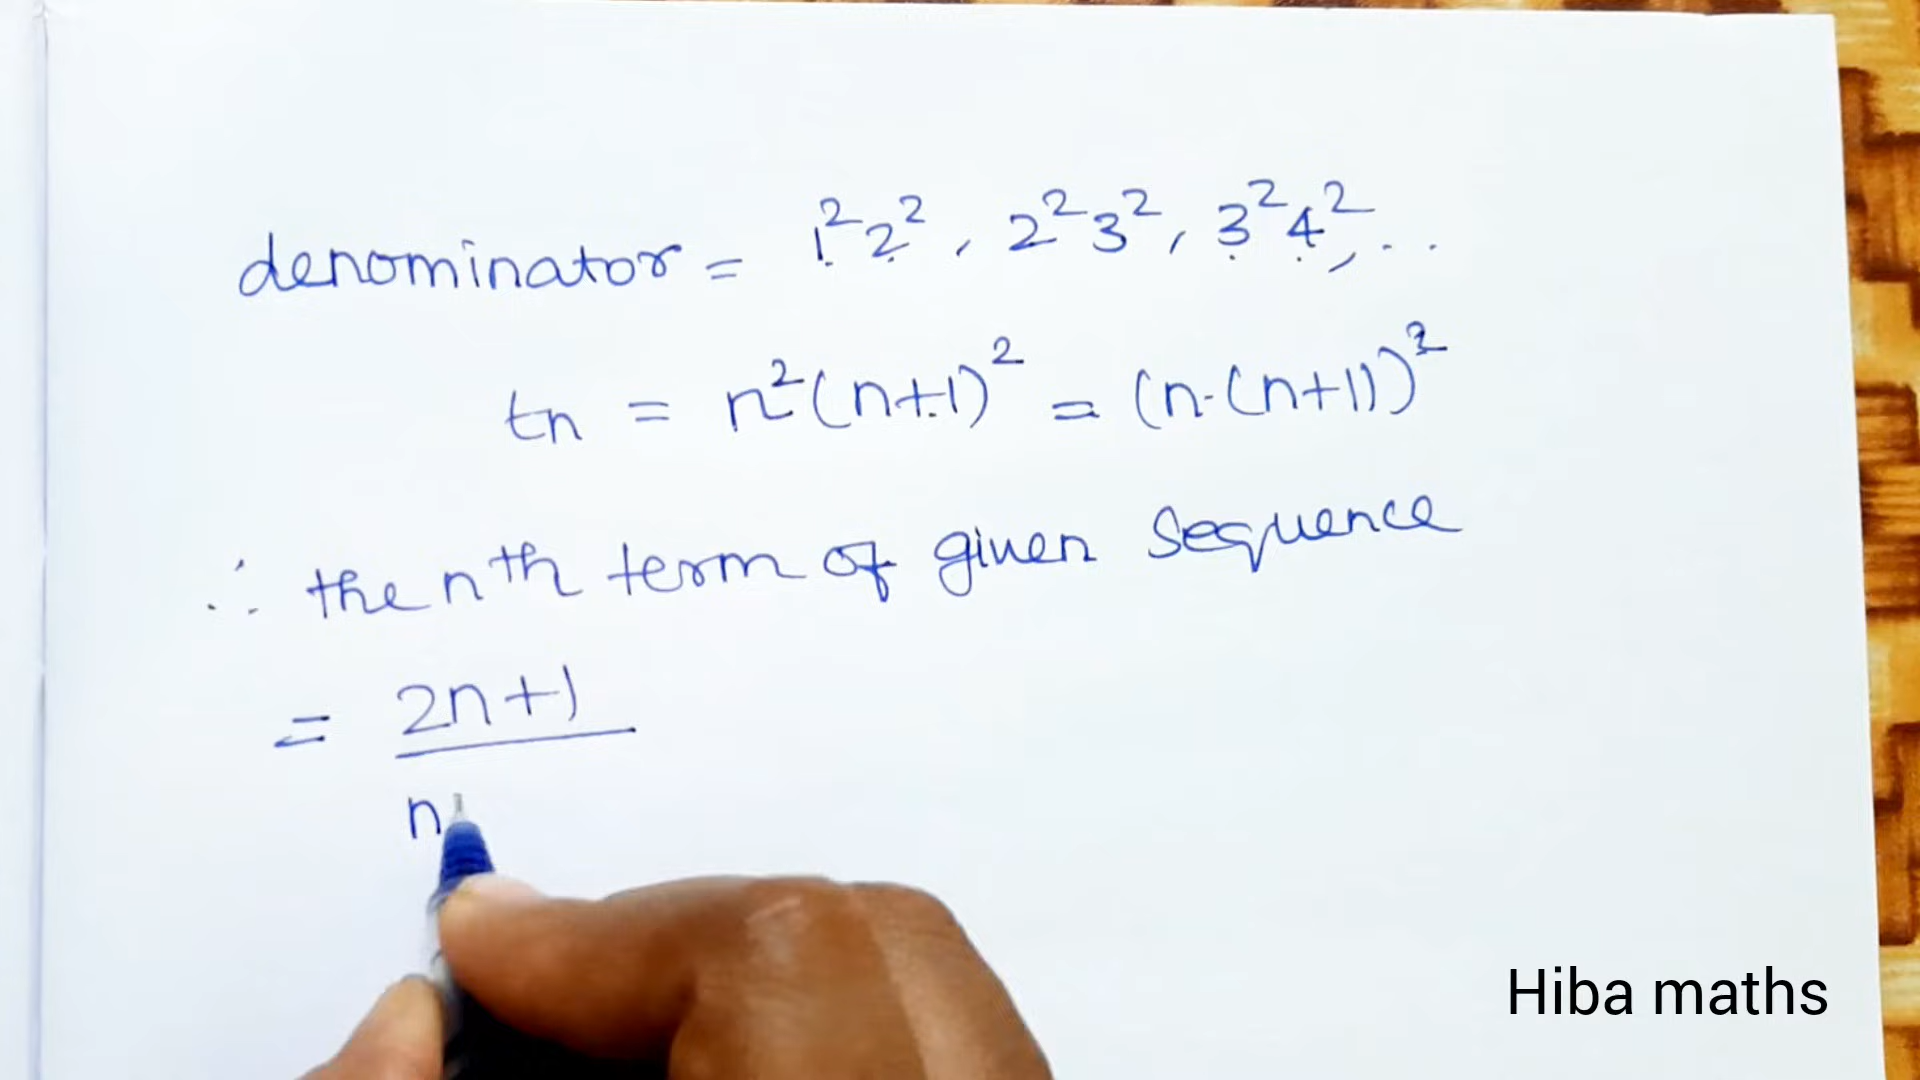 denominator = 1²2², 2²3², 3²4², ..
tn = n²(n+1)² = (n·(n+1))²
∴ the nth term of given sequence
= 2n+1
n
Hiba maths